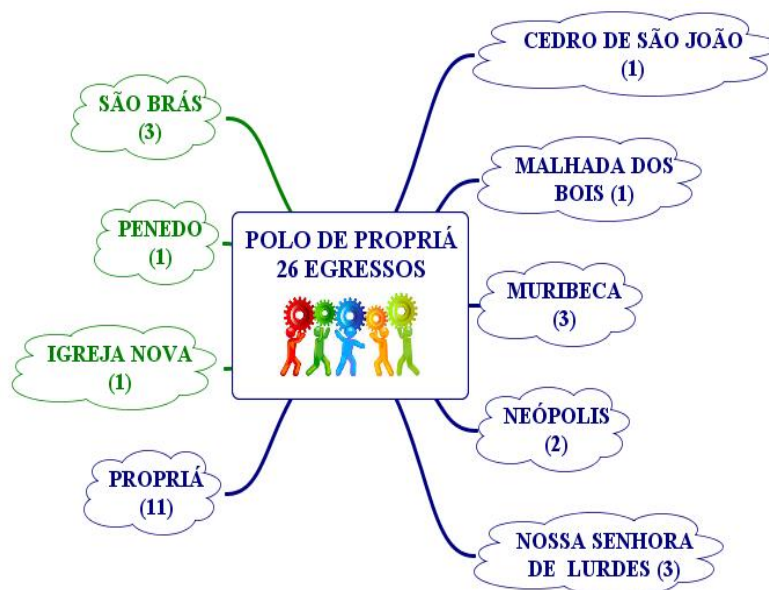 CEDRO DE SÃO JOÃO
(1)
SÃO BRÁS
(3)
MALHADA DOS
BOIS (1)
PENEDO
(1)
POLO DE PROPRIÁ
26 EGRESSOS
MURIBECA
(3)
IGREJA NOVA
(1)
NEÓPOLIS
(2)
PROPRIÁ
(11)
NOSSA SENHORA
DE LURDES (3)